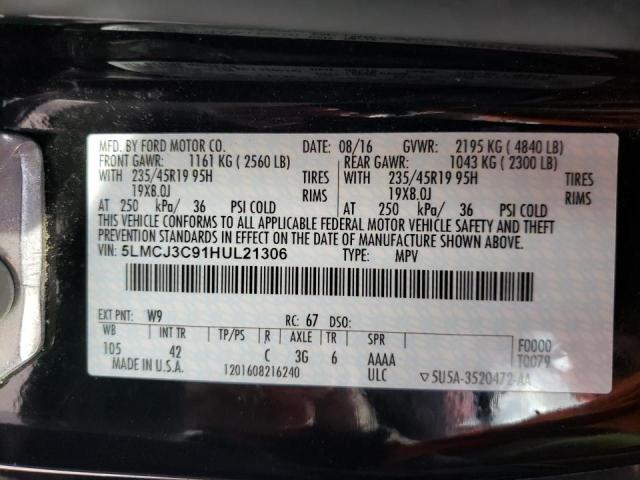 MFD. BY FORD MOTOR CO. DATE: 08/16 GVWR: 2195 KG ( 4840 LB)
FRONT GAWR: 1161 KG ( 2560 LB) REAR GAWR: 1043 KG ( 2300 LB)
WITH 235/45R19 95H TIRES WITH 235/45R19 95H TIRES
19X8.0J RIMS 19X8.0J RIMS
AT 250 kPa/ 36 PSI COLD AT 250 kPa/ 36 PSI COLD
THIS VEHICLE CONFORMS TO ALL APPLICABLE FEDERAL MOTOR VEHICLE SAFETY AND THEFT
PREVENTION STANDARDS IN EFFECT ON THE DATE OF MANUFACTURE SHOWN ABOVE.
VIN: 5LMCJ3C91HUL21306 TYPE: MPV
EXT PNT: W9 RC: 67 DSO:
WB INT TR TP/PS R AXLE TR SPR F0000
105 42 C 3G 6 AAAA T0079
MADE IN U.S.A. 1201608216240 ULC ▽5U5A-3520472-AA